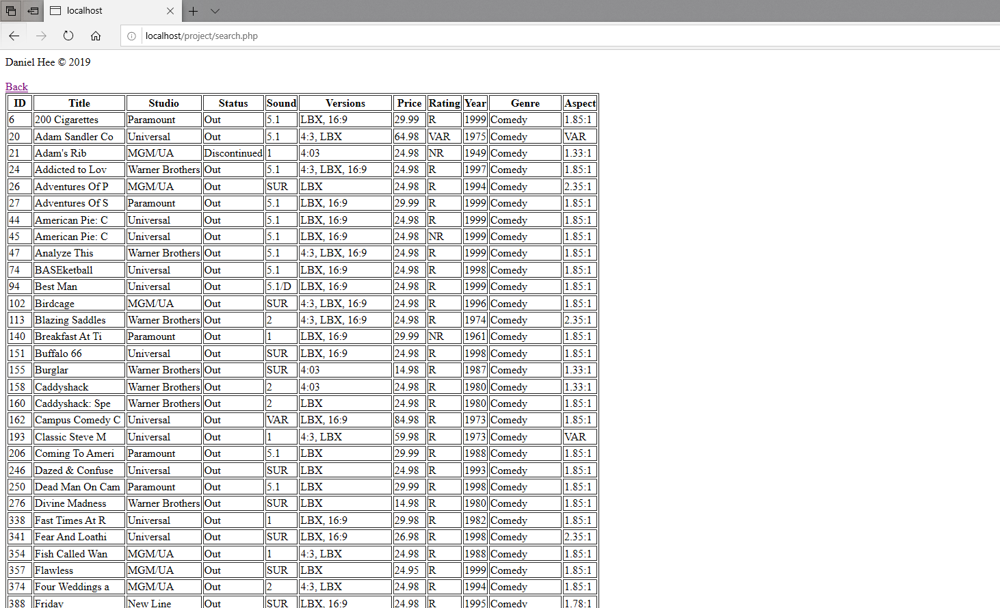 localhost
localhost/project/search.php
Daniel Hee © 2019
Back
ID Title Studio Status Sound Versions Price Rating Year Genre Aspect
6 200 Cigarettes Paramount Out 5.1 LBX, 16:9 29.99 R 1999 Comedy 1.85:1
20 Adam Sandler Co Universal Out 5.1 4:3, LBX 64.98 VAR 1975 Comedy VAR
21 Adam's Rib MGM/UA Discontinued 1 4:03 24.98 NR 1949 Comedy 1.33:1
24 Addicted to Lov Warner Brothers Out 5.1 4:3, LBX, 16:9 24.98 R 1997 Comedy 1.85:1
26 Adventures Of P MGM/UA Out SUR LBX 24.98 R 1994 Comedy 2.35:1
27 Adventures Of S Paramount Out 5.1 LBX, 16:9 29.99 R 1999 Comedy 1.85:1
44 American Pie: C Universal Out 5.1 LBX, 16:9 24.98 R 1999 Comedy 1.85:1
45 American Pie: C Universal Out 5.1 LBX, 16:9 24.98 NR 1999 Comedy 1.85:1
47 Analyze This Warner Brothers Out 5.1 4:3, LBX, 16:9 24.98 R 1999 Comedy 1.85:1
74 BASEketball Universal Out 5.1 LBX, 16:9 24.98 R 1998 Comedy 1.85:1
94 Best Man Universal Out 5.1/D LBX, 16:9 24.98 R 1999 Comedy 1.85:1
102 Birdcage MGM/UA Out SUR 4:3, LBX, 16:9 24.98 R 1996 Comedy 1.85:1
113 Blazing Saddles Warner Brothers Out 2 4:3, LBX, 16:9 24.98 R 1974 Comedy 2.35:1
140 Breakfast At Ti Paramount Out 1 LBX, 16:9 29.99 NR 1961 Comedy 1.85:1
151 Buffalo 66 Universal Out SUR LBX, 16:9 24.98 R 1998 Comedy 1.85:1
155 Burglar Warner Brothers Out SUR 4:03 14.98 R 1987 Comedy 1.33:1
158 Caddyshack Warner Brothers Out 2 4:03 24.98 R 1980 Comedy 1.33:1
160 Caddyshack: Spe Warner Brothers Out 2 LBX 24.98 R 1980 Comedy 1.85:1
162 Campus Comedy C Universal Out VAR LBX, 16:9 84.98 R 1973 Comedy 1.85:1
193 Classic Steve M Universal Out 1 4:3, LBX 59.98 R 1973 Comedy VAR
206 Coming To Ameri Paramount Out 5.1 LBX 29.99 R 1988 Comedy 1.85:1
246 Dazed & Confuse Universal Out SUR LBX 24.98 R 1993 Comedy 1.85:1
250 Dead Man On Cam Paramount Out 5.1 LBX 29.99 R 1998 Comedy 1.85:1
276 Divine Madness Warner Brothers Out SUR LBX 14.98 R 1980 Comedy 1.85:1
338 Fast Times At R Universal Out 1 LBX, 16:9 29.98 R 1982 Comedy 1.85:1
341 Fear And Loathi Universal Out SUR LBX, 16:9 26.98 R 1998 Comedy 2.35:1
354 Fish Called Wan MGM/UA Out 1 4:3, LBX 24.98 R 1988 Comedy 1.85:1
357 Flawless MGM/UA Out SUR LBX 24.95 R 1999 Comedy 1.85:1
374 Four Weddings a MGM/UA Out 2 4:3, LBX 24.98 R 1994 Comedy 1.85:1
388 Friday New Line Out SUR LBX, 16:9 24.98 R 1995 Comedy 1.78:1